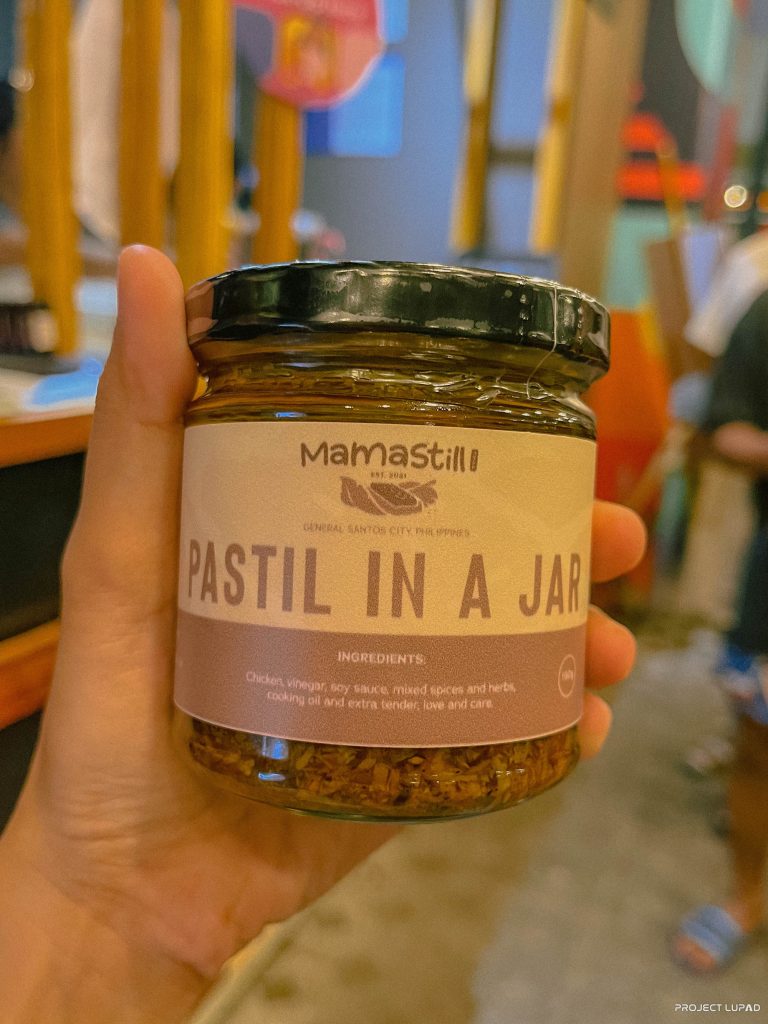 MamaStill
EST. 2021
GENERAL SANTOS CITY, PHILIPPINES
PASTIL IN A JAR
INGREDIENTS:
Chicken, vinegar, soy sauce, mixed spices and herbs,
cooking oil and extra tender, love and care.
PROJECT LUPAD